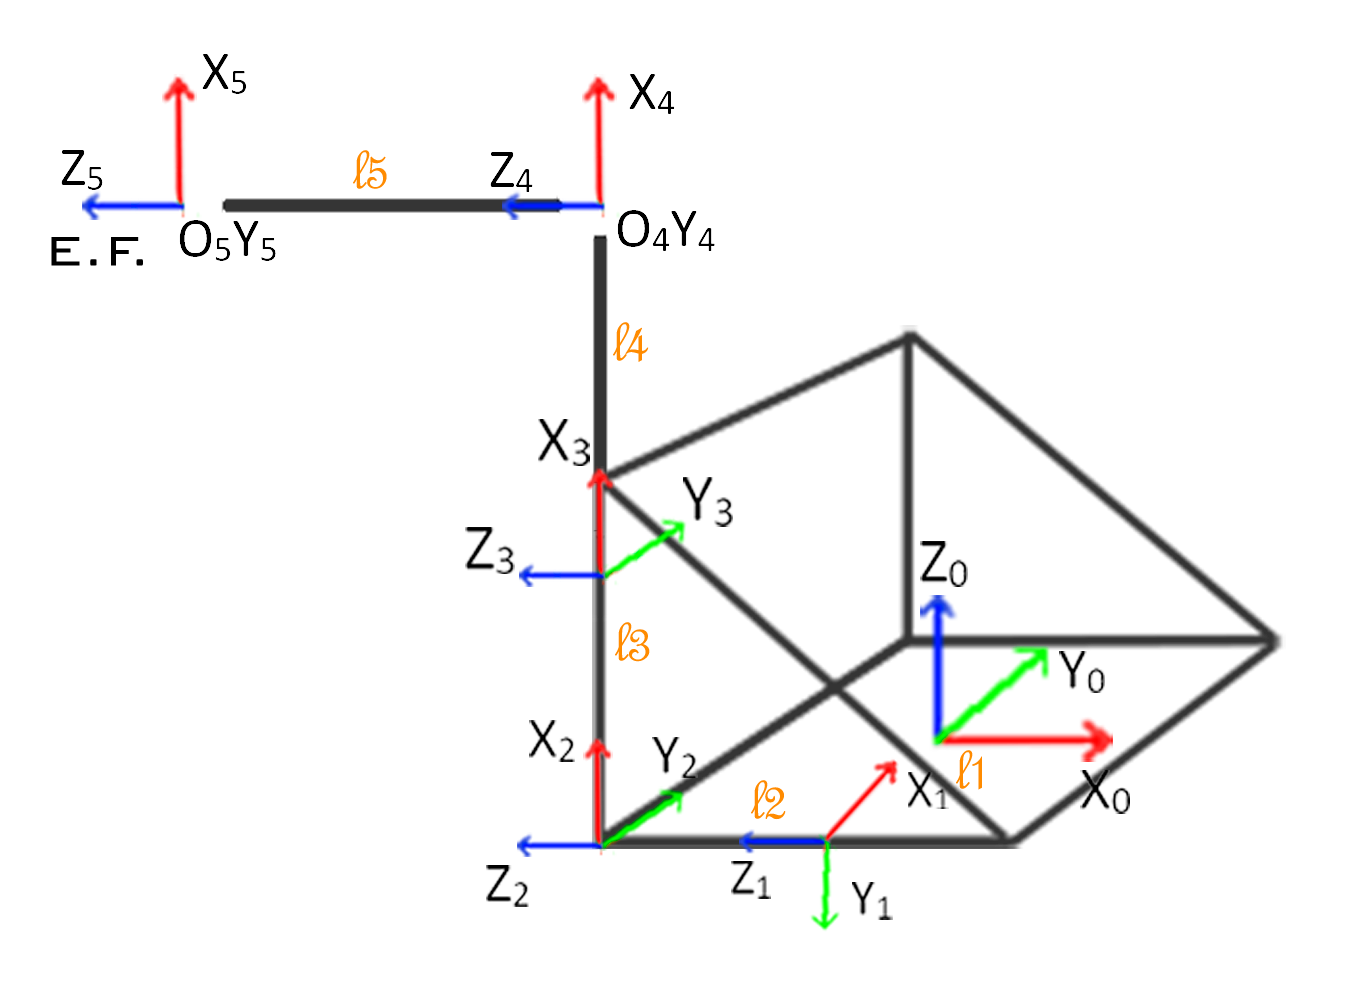 X₅
X₄
Z₅
ℓ5
Z₄
E.F.
O₅Y₅
O₄Y₄
ℓ4
X₃
Y₃
Z₃
Z₀
ℓ3
Y₀
X₂
Y₂
ℓ2
X₁
ℓ1
X₀
Z₂
Z₁
Y₁